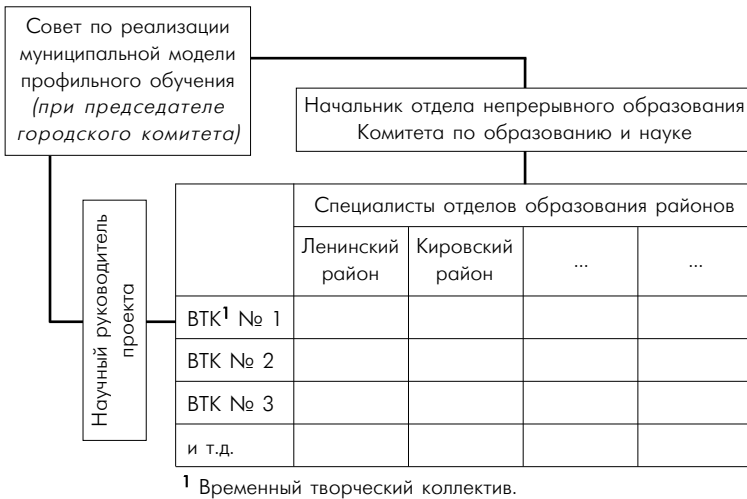 Совет по реализации
муниципальной модели
профильного обучения
(при председателе
городского комитета)
Начальник отдела непрерывного образования
Комитета по образованию и науке
Научный руководитель
проекта
Специалисты отделов образования районов
Ленинский
район
Кировский
район
...
...
ВТК¹ № 1
ВТК № 2
ВТК № 3
и т.д.
¹ Временный творческий коллектив.